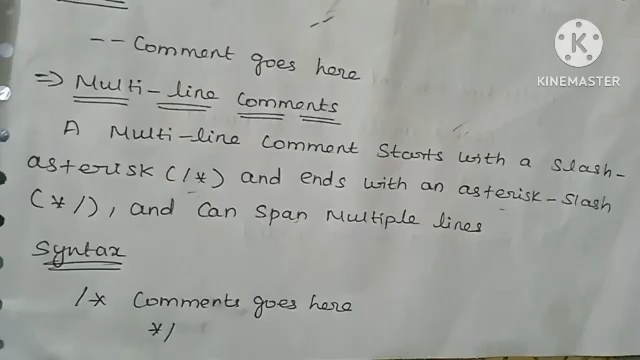 -- Comment goes here
⇒ Multi-line Comments
A Multi-line Comment Starts with a Slash-
asterisk (/*) and ends with an asterisk-slash
(*/), and Can Span Multiple lines
Syntax
/* Comments goes here
*/
KINEMASTER